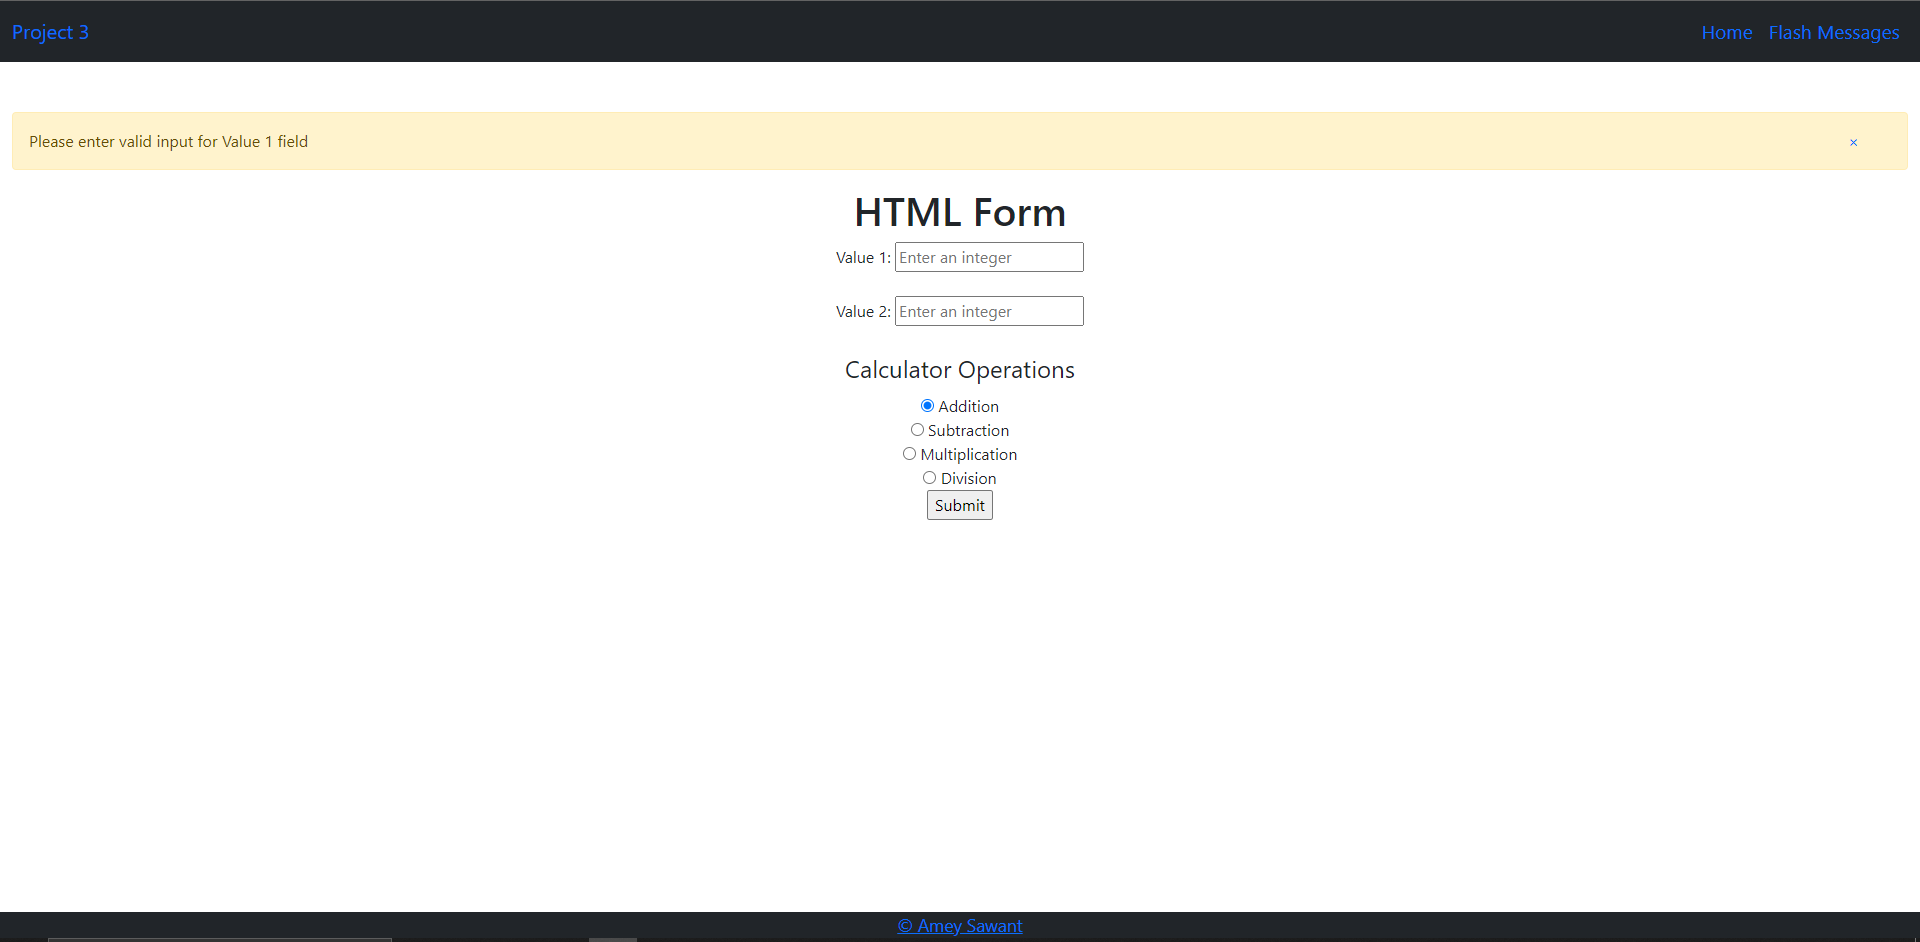 Project 3
Home Flash Messages
Please enter valid input for Value 1 field ×
HTML Form
Value 1: Enter an integer
Value 2: Enter an integer
Calculator Operations
Addition
Subtraction
Multiplication
Division
Submit
© Amey Sawant